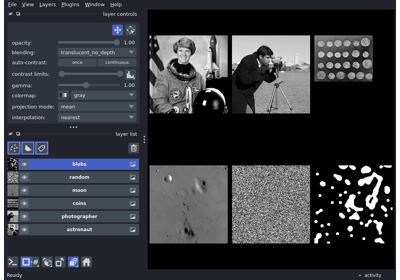 File View Layers Plugins Window Help
layer controls
opacity: 1.00
blending: translucent_no_depth
auto-contrast: once continuous
contrast limits:
gamma: 1.00
colormap: gray
projection mode: mean
interpolation: nearest
layer list
blobs
random
moon
coins
photographer
astronaut
Ready
activity